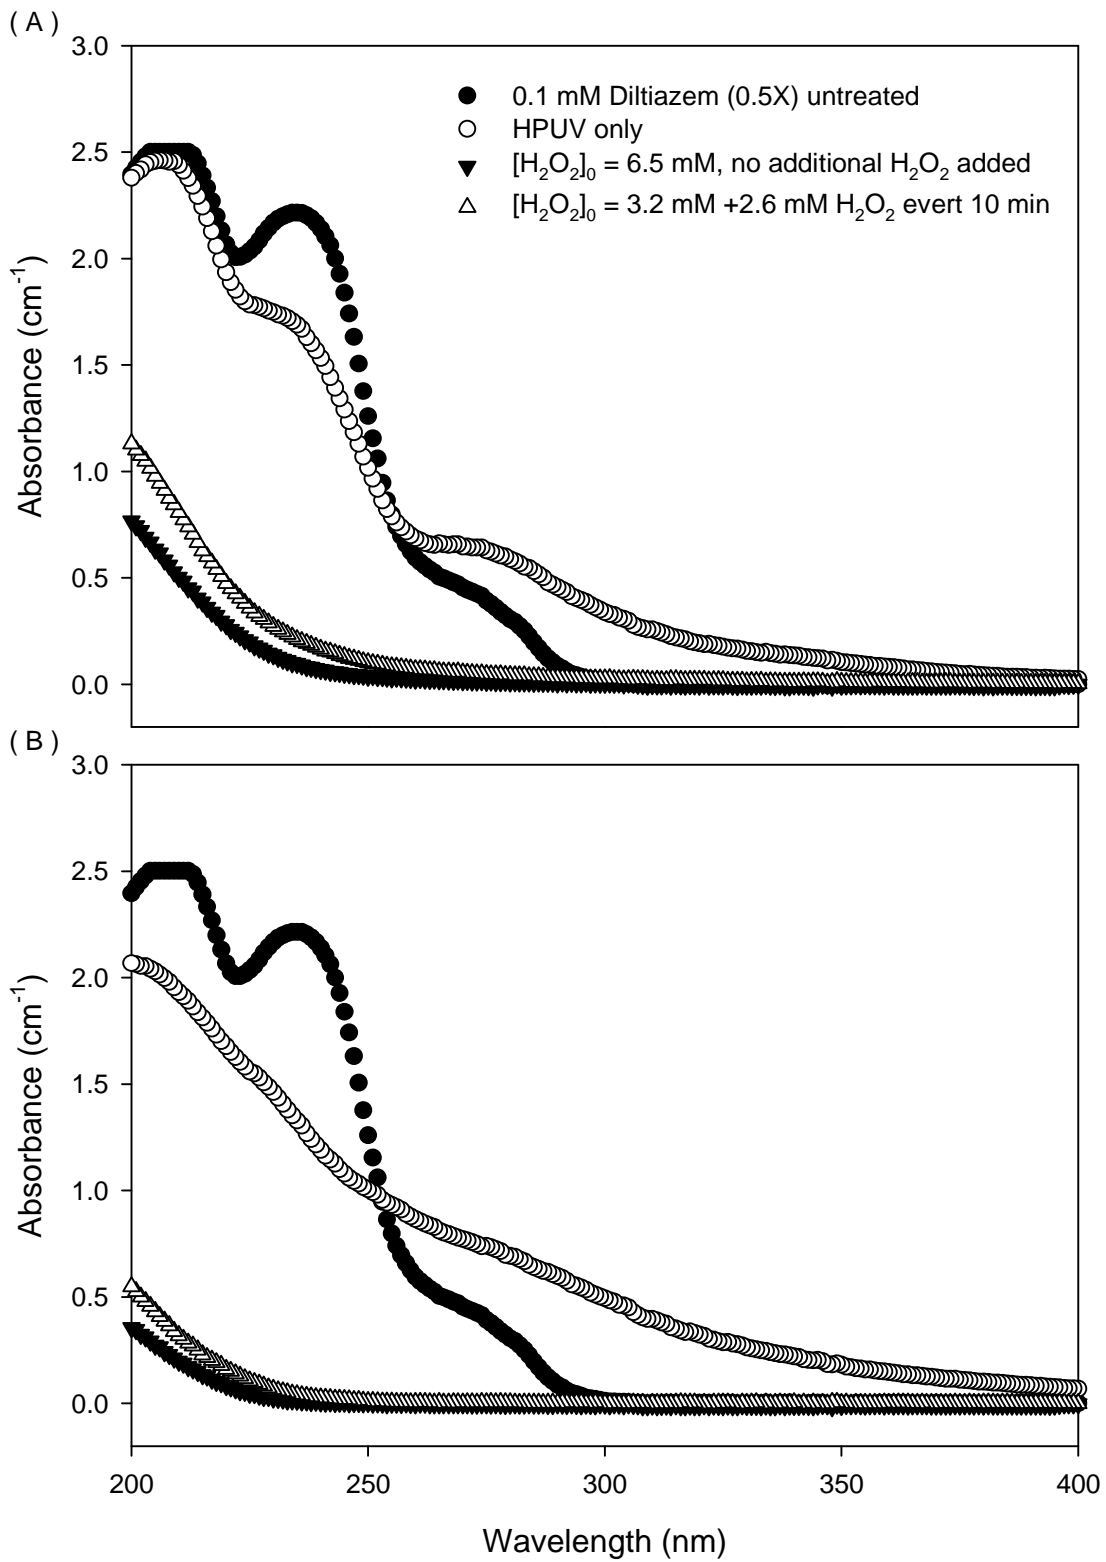 ( A )
3.0
2.5
2.0
1.5
1.0
0.5
0.0
Absorbance (cm⁻¹)
0.1 mM Diltiazem (0.5X) untreated
HPUV only
[H₂O₂]₀ = 6.5 mM, no additional H₂O₂ added
[H₂O₂]₀ = 3.2 mM +2.6 mM H₂O₂ evert 10 min
( B )
3.0
2.5
2.0
1.5
1.0
0.5
0.0
Absorbance (cm⁻¹)
200 250 300 350 400
Wavelength (nm)